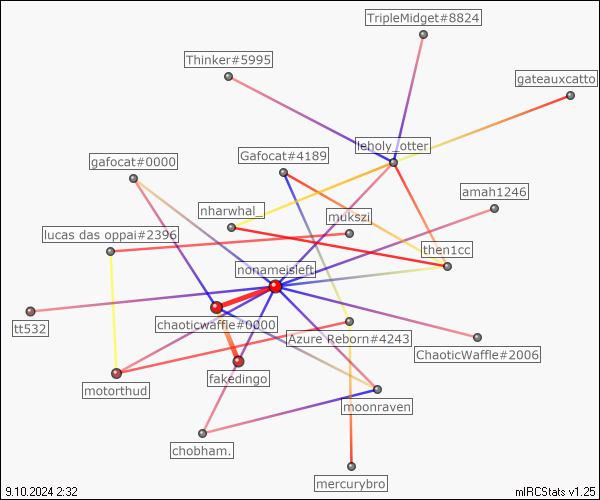 TripleMidget#8824
Thinker#5995
gateauxcatto
leholy_otter
Gafocat#4189
gafocat#0000
amah1246
nharwhal_
mukszi
lucas das oppai#2396
then1cc
nonameisleft
tt532
chaoticwaffle#0000
Azure Reborn#4243
ChaoticWaffle#2006
fakedingo
motorthud
moonraven
chobham.
mercurybro
9.10.2024 2:32
mIRCStats v1.25